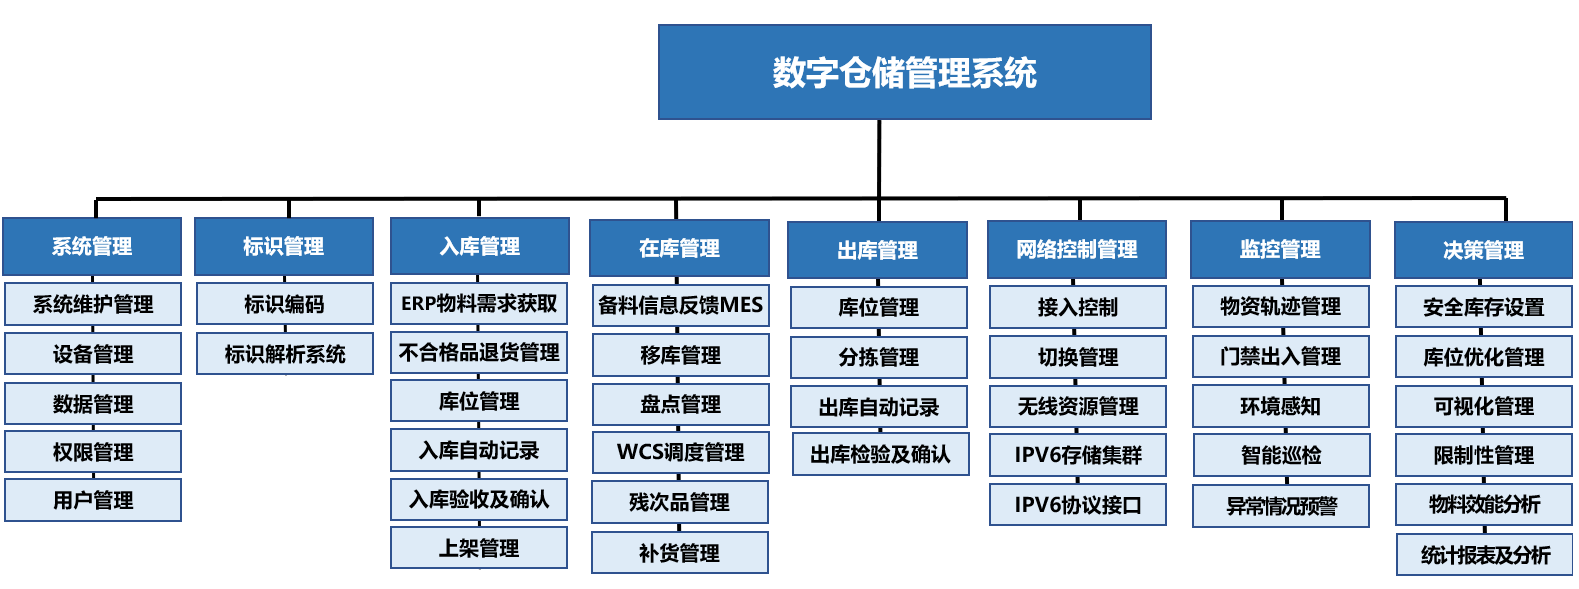 数字仓储管理系统
系统管理
系统维护管理
设备管理
数据管理
权限管理
用户管理
标识管理
标识编码
标识解析系统
入库管理
ERP物料需求获取
不合格品退货管理
库位管理
入库自动记录
入库验收及确认
上架管理
在库管理
备料信息反馈MES
移库管理
盘点管理
WCS调度管理
残次品管理
补货管理
出库管理
库位管理
分拣管理
出库自动记录
出库检验及确认
网络控制管理
接入控制
切换管理
无线资源管理
IPV6存储集群
IPV6协议接口
监控管理
物资轨迹管理
门禁出入管理
环境感知
智能巡检
异常情况预警
决策管理
安全库存设置
库位优化管理
可视化管理
限制性管理
物料效能分析
统计报表及分析